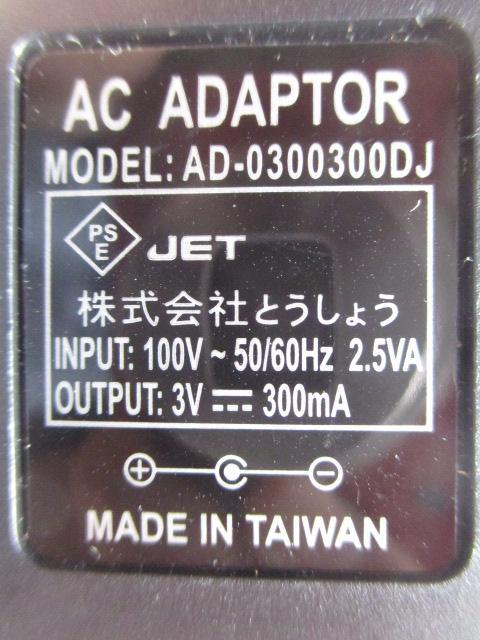 AC ADAPTOR
MODEL: AD-0300300DJ
PS
E
JET
株式会社とうしょう
INPUT: 100V ~ 50/60Hz 2.5VA
OUTPUT: 3V ⎓ 300mA
+ −
MADE IN TAIWAN